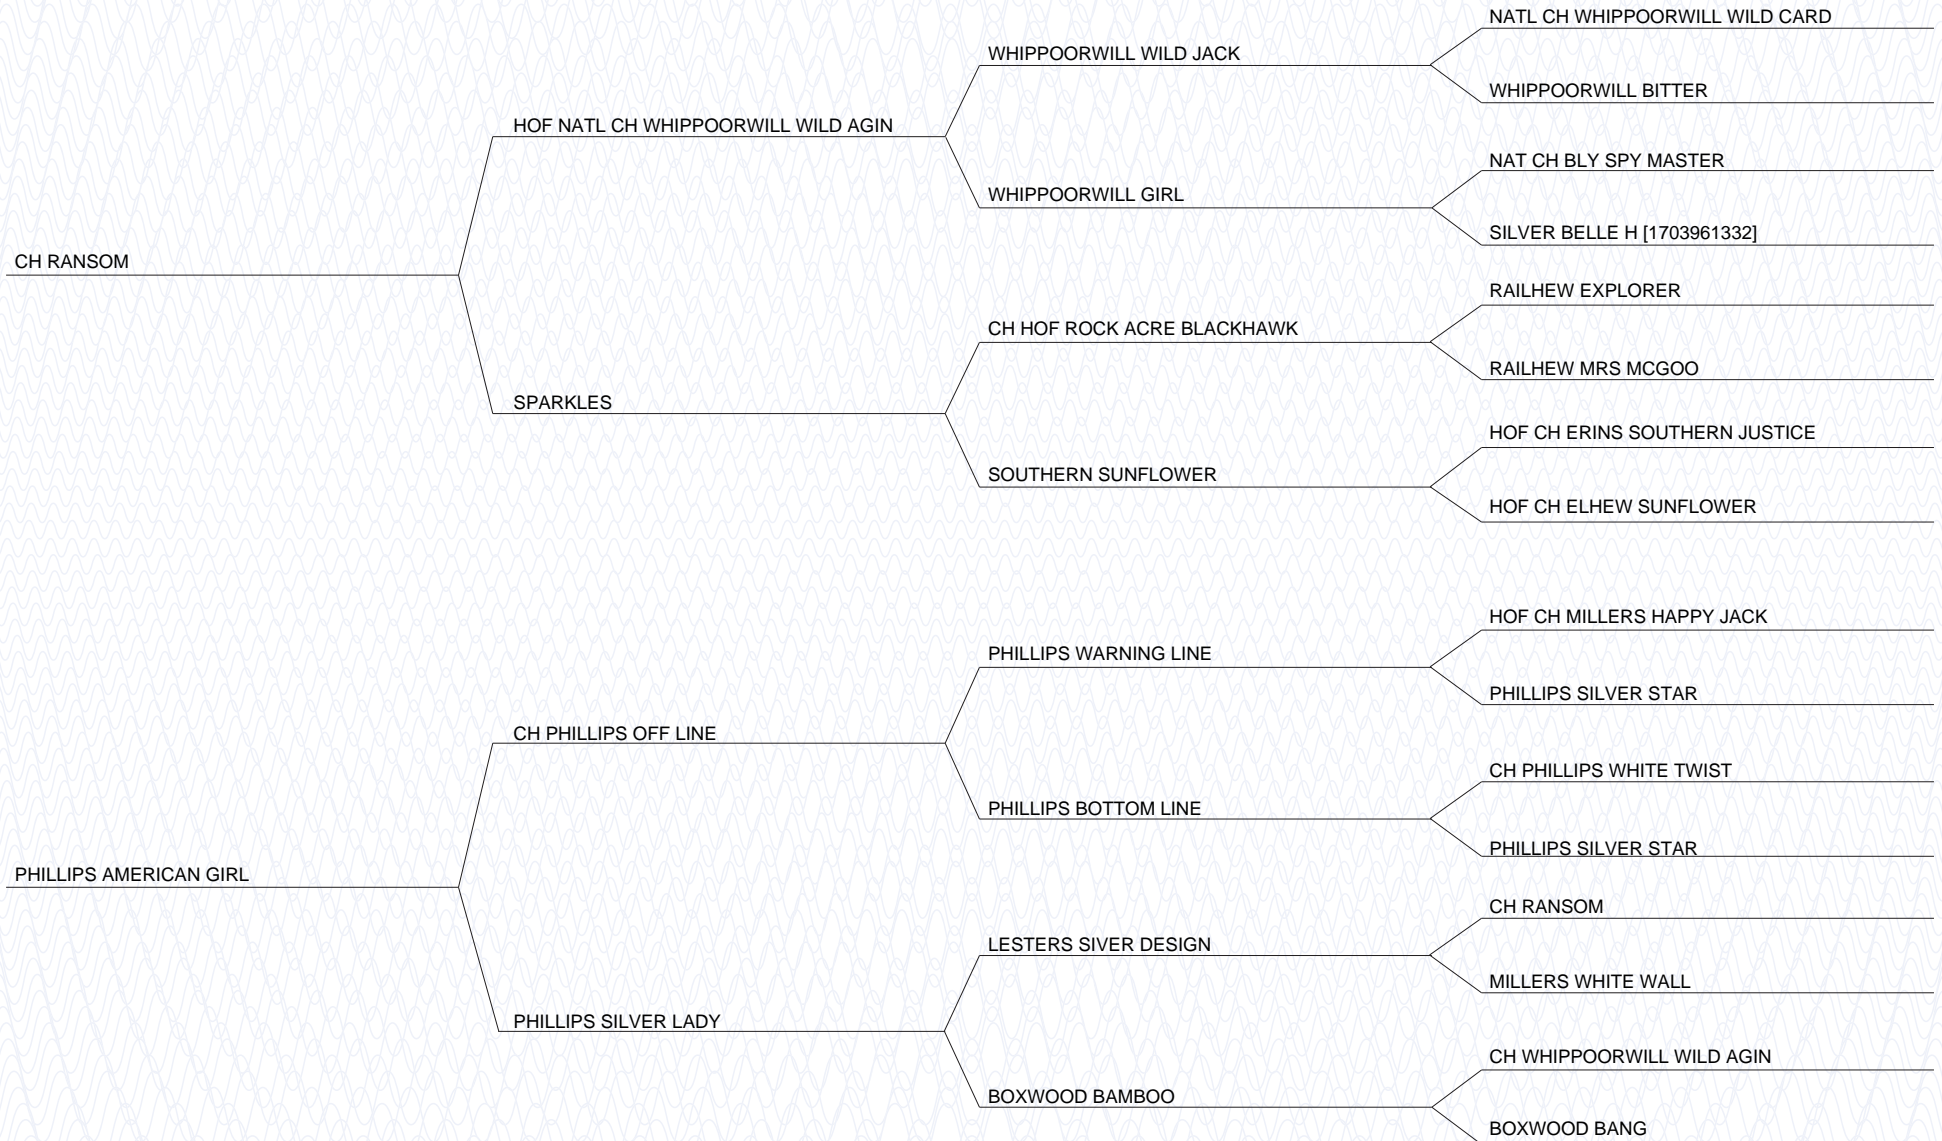 NATL CH WHIPPOORWILL WILD CARD
WHIPPOORWILL WILD JACK
WHIPPOORWILL BITTER
HOF NATL CH WHIPPOORWILL WILD AGIN
NAT CH BLY SPY MASTER
WHIPPOORWILL GIRL
SILVER BELLE H [1703961332]
CH RANSOM
RAILHEW EXPLORER
CH HOF ROCK ACRE BLACKHAWK
RAILHEW MRS MCGOO
SPARKLES
HOF CH ERINS SOUTHERN JUSTICE
SOUTHERN SUNFLOWER
HOF CH ELHEW SUNFLOWER
HOF CH MILLERS HAPPY JACK
PHILLIPS WARNING LINE
PHILLIPS SILVER STAR
CH PHILLIPS OFF LINE
CH PHILLIPS WHITE TWIST
PHILLIPS BOTTOM LINE
PHILLIPS SILVER STAR
PHILLIPS AMERICAN GIRL
CH RANSOM
LESTERS SIVER DESIGN
MILLERS WHITE WALL
PHILLIPS SILVER LADY
CH WHIPPOORWILL WILD AGIN
BOXWOOD BAMBOO
BOXWOOD BANG